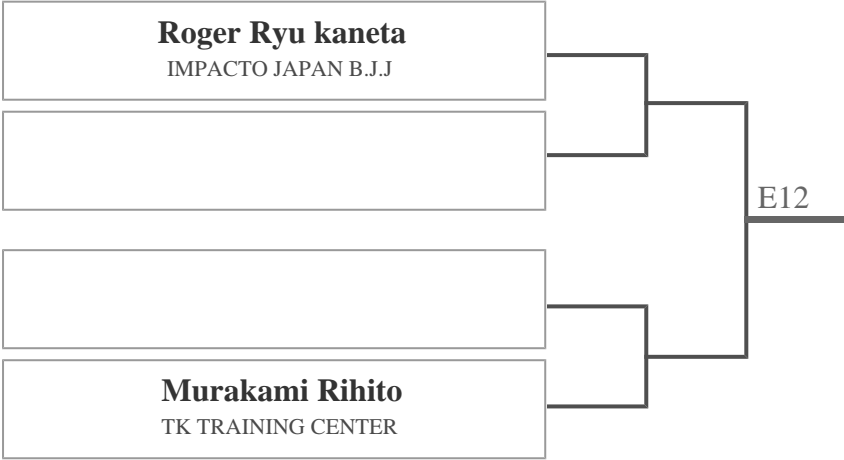 Roger Ryu kaneta
IMPACTO JAPAN B.J.J
E12
Murakami Rihito
TK TRAINING CENTER